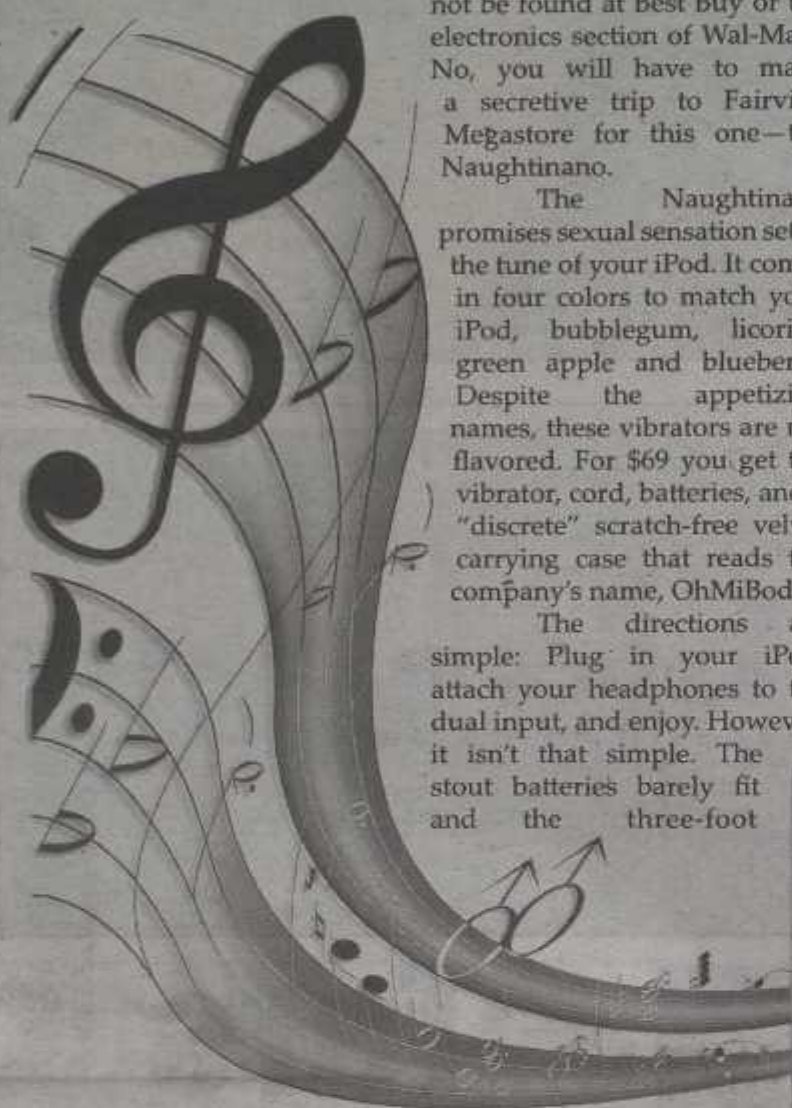 not be found at Best Buy or
electronics section of Wal-Ma
No, you will have to ma
a secretive trip to Fairvi
Megastore for this one—t
Naughtinano.
The Naughtina
promises sexual sensation set
the tune of your iPod. It com
in four colors to match yo
iPod, bubblegum, licori
green apple and blueber
Despite the appetizi
names, these vibrators are
flavored. For $69 you get t
vibrator, cord, batteries, and
"discrete" scratch-free velv
carrying case that reads t
company's name, OhMiBod
The directions a
simple: Plug in your iPo
attach your headphones to t
dual input, and enjoy. Howev
it isn't that simple. The
stout batteries barely fit
and the three-foot